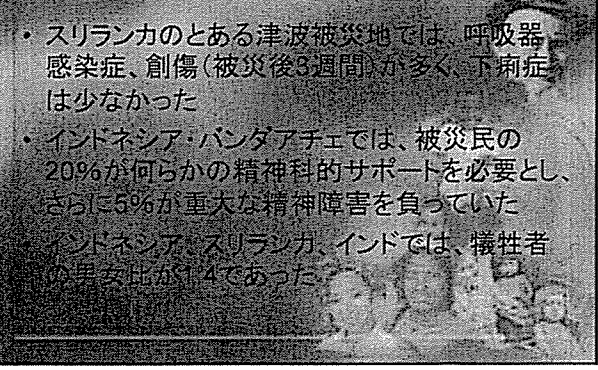 ・スリランカのとある津波被災地では、呼吸器
感染症、創傷(被災後3週間)が多く、下痢症
は少なかった
・インドネシア・バンダアチェでは、被災民の
20%が何らかの精神科的サポートを必要とし、
さらに5%が重大な精神障害を負っていた
・インドネシア、スリランカ、インドでは、犠牲者
の男女比が1:4であった